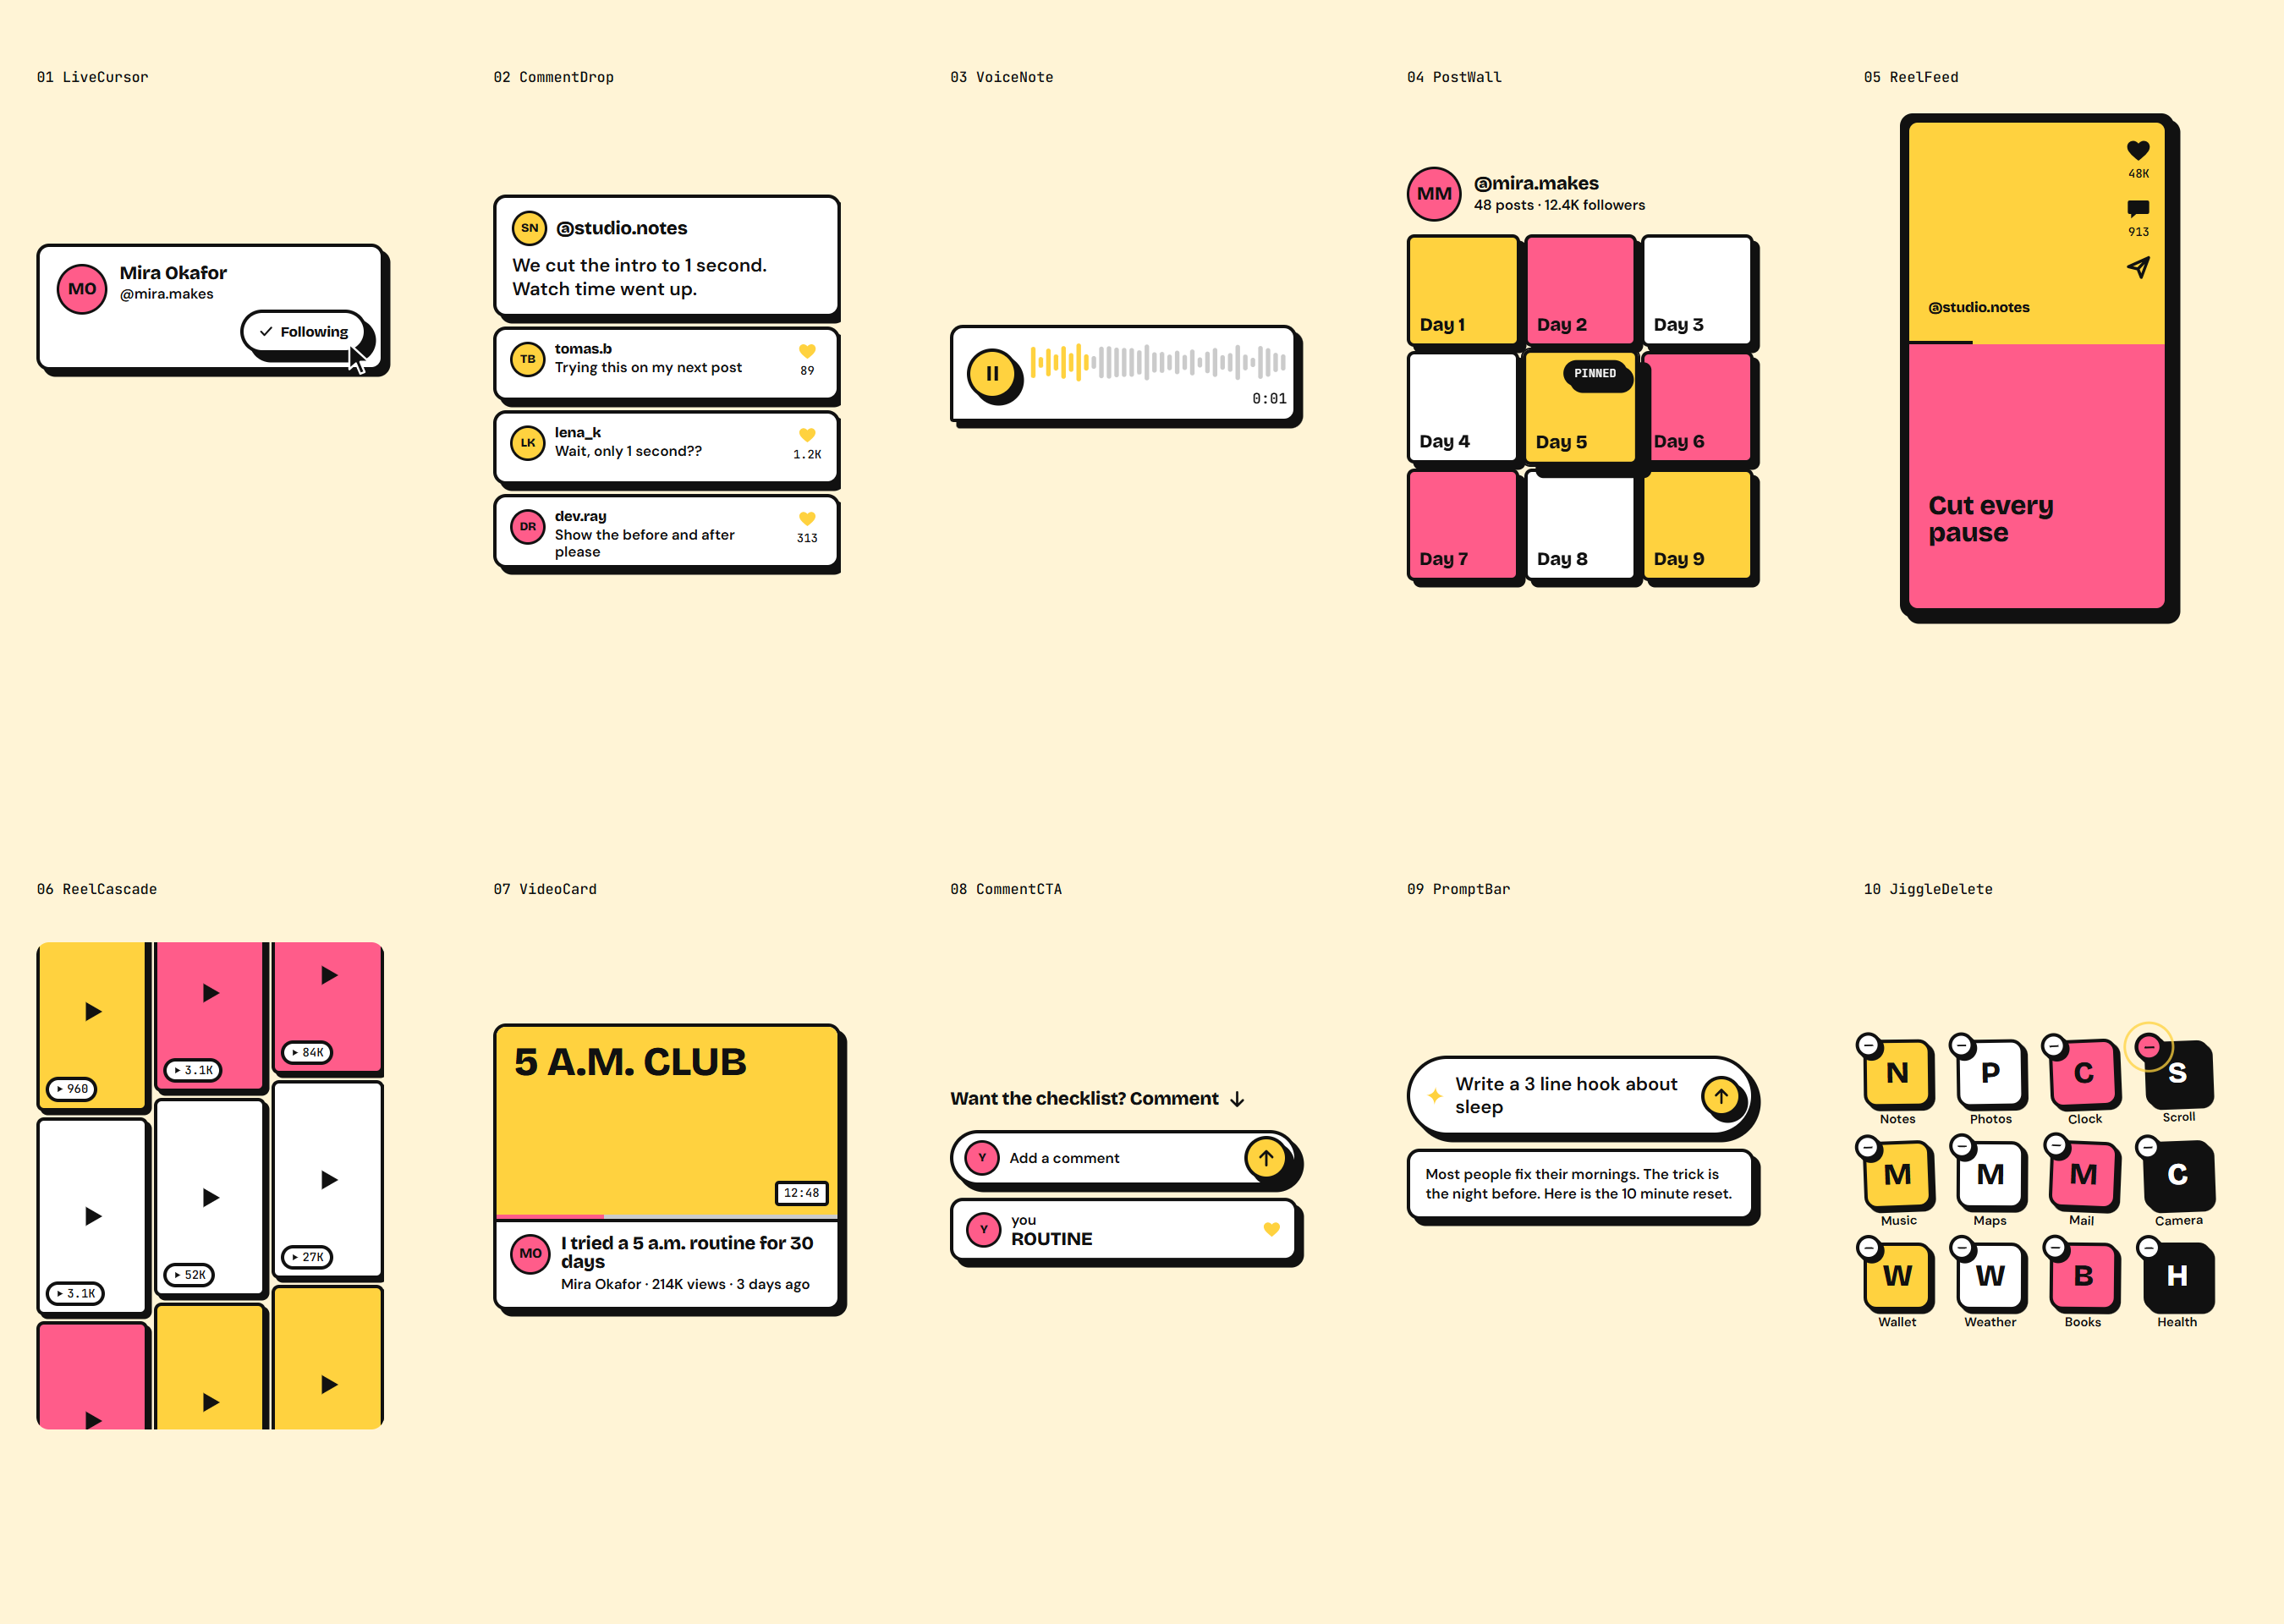 01 LiveCursor
MO
Mira Okafor
@mira.makes
Following
02 CommentDrop
SN
@studio.notes
We cut the intro to 1 second.
Watch time went up.
TB
tomas.b
Trying this on my next post
89
LK
lena_k
Wait, only 1 second??
1.2K
DR
dev.ray
Show the before and after
please
313
03 VoiceNote
0:01
04 PostWall
MM
@mira.makes
48 posts · 12.4K followers
Day 1
Day 2
Day 3
Day 4
PINNED
Day 5
Day 6
Day 7
Day 8
Day 9
05 ReelFeed
48K
913
@studio.notes
Cut every
pause
06 ReelCascade
960
3.1K
84K
3.1K
52K
27K
07 VideoCard
5 A.M. CLUB
12:48
MO
I tried a 5 a.m. routine for 30
days
Mira Okafor · 214K views · 3 days ago
08 CommentCTA
Want the checklist? Comment
Y
Add a comment
Y
you
ROUTINE
09 PromptBar
Write a 3 line hook about
sleep
Most people fix their mornings. The trick is
the night before. Here is the 10 minute reset.
10 JiggleDelete
N
P
C
S
Notes
Photos
Clock
Scroll
M
M
M
C
Music
Maps
Mail
Camera
W
W
B
H
Wallet
Weather
Books
Health